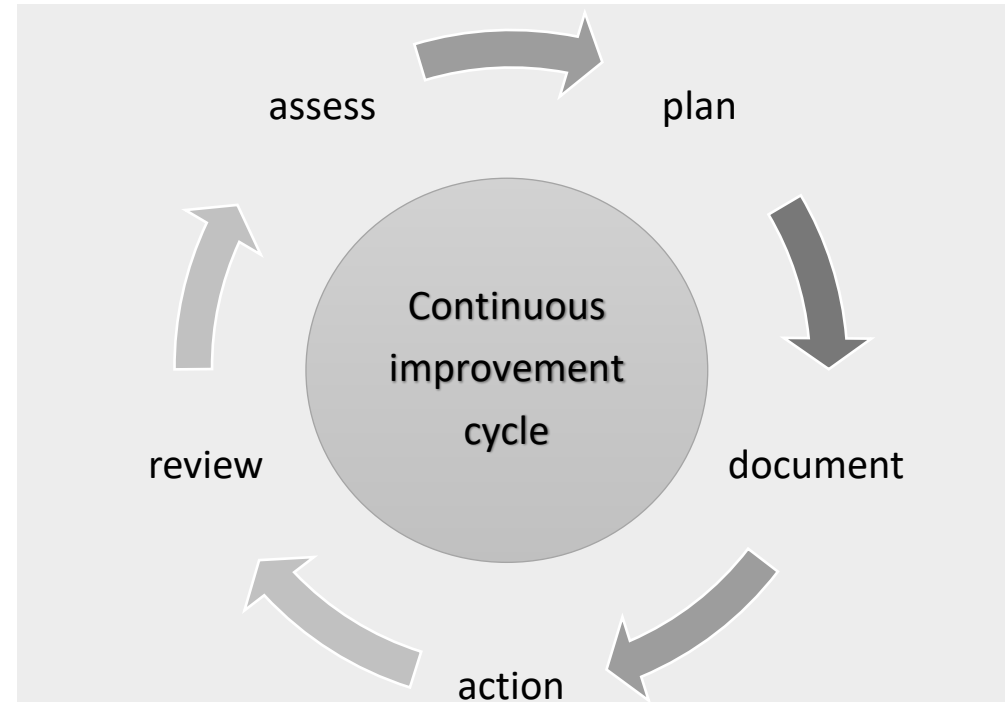 assess
plan
Continuous
improvement
cycle
review
document
action